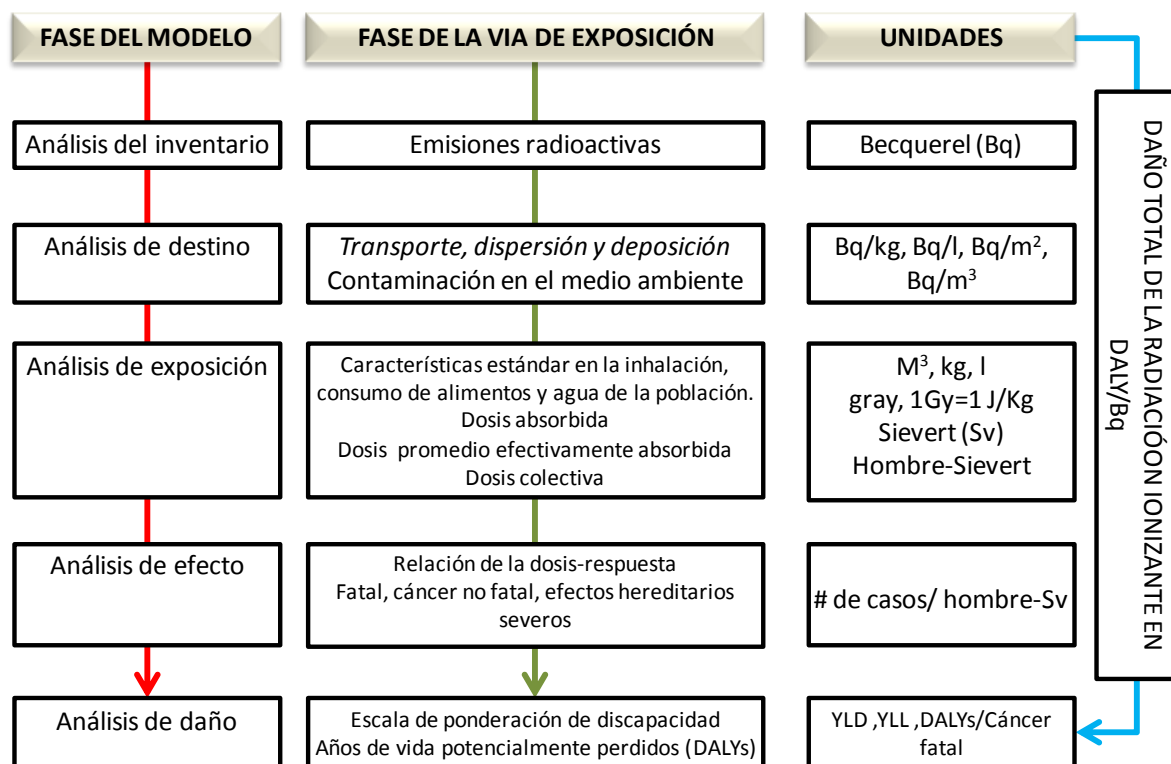 FASE DEL MODELO
FASE DE LA VIA DE EXPOSICIÓN
UNIDADES
Análisis del inventario
Emisiones radioactivas
Becquerel (Bq)
Análisis de destino
Transporte, dispersión y deposición
Contaminación en el medio ambiente
Bq/kg, Bq/l, Bq/m²,
Bq/m³
Análisis de exposición
Características estándar en la inhalación,
consumo de alimentos y agua de la población.
Dosis absorbida
Dosis promedio efectivamente absorbida
Dosis colectiva
M³, kg, l
gray, 1Gy=1 J/Kg
Sievert (Sv)
Hombre-Sievert
Análisis de efecto
Relación de la dosis-respuesta
Fatal, cáncer no fatal, efectos hereditarios
severos
# de casos/ hombre-Sv
Análisis de daño
Escala de ponderación de discapacidad
Años de vida potencialmente perdidos (DALYs)
YLD ,YLL ,DALYs/Cáncer
fatal
DAÑO TOTAL DE LA RADIACIÓON IONIZANTE EN
DALY/Bq